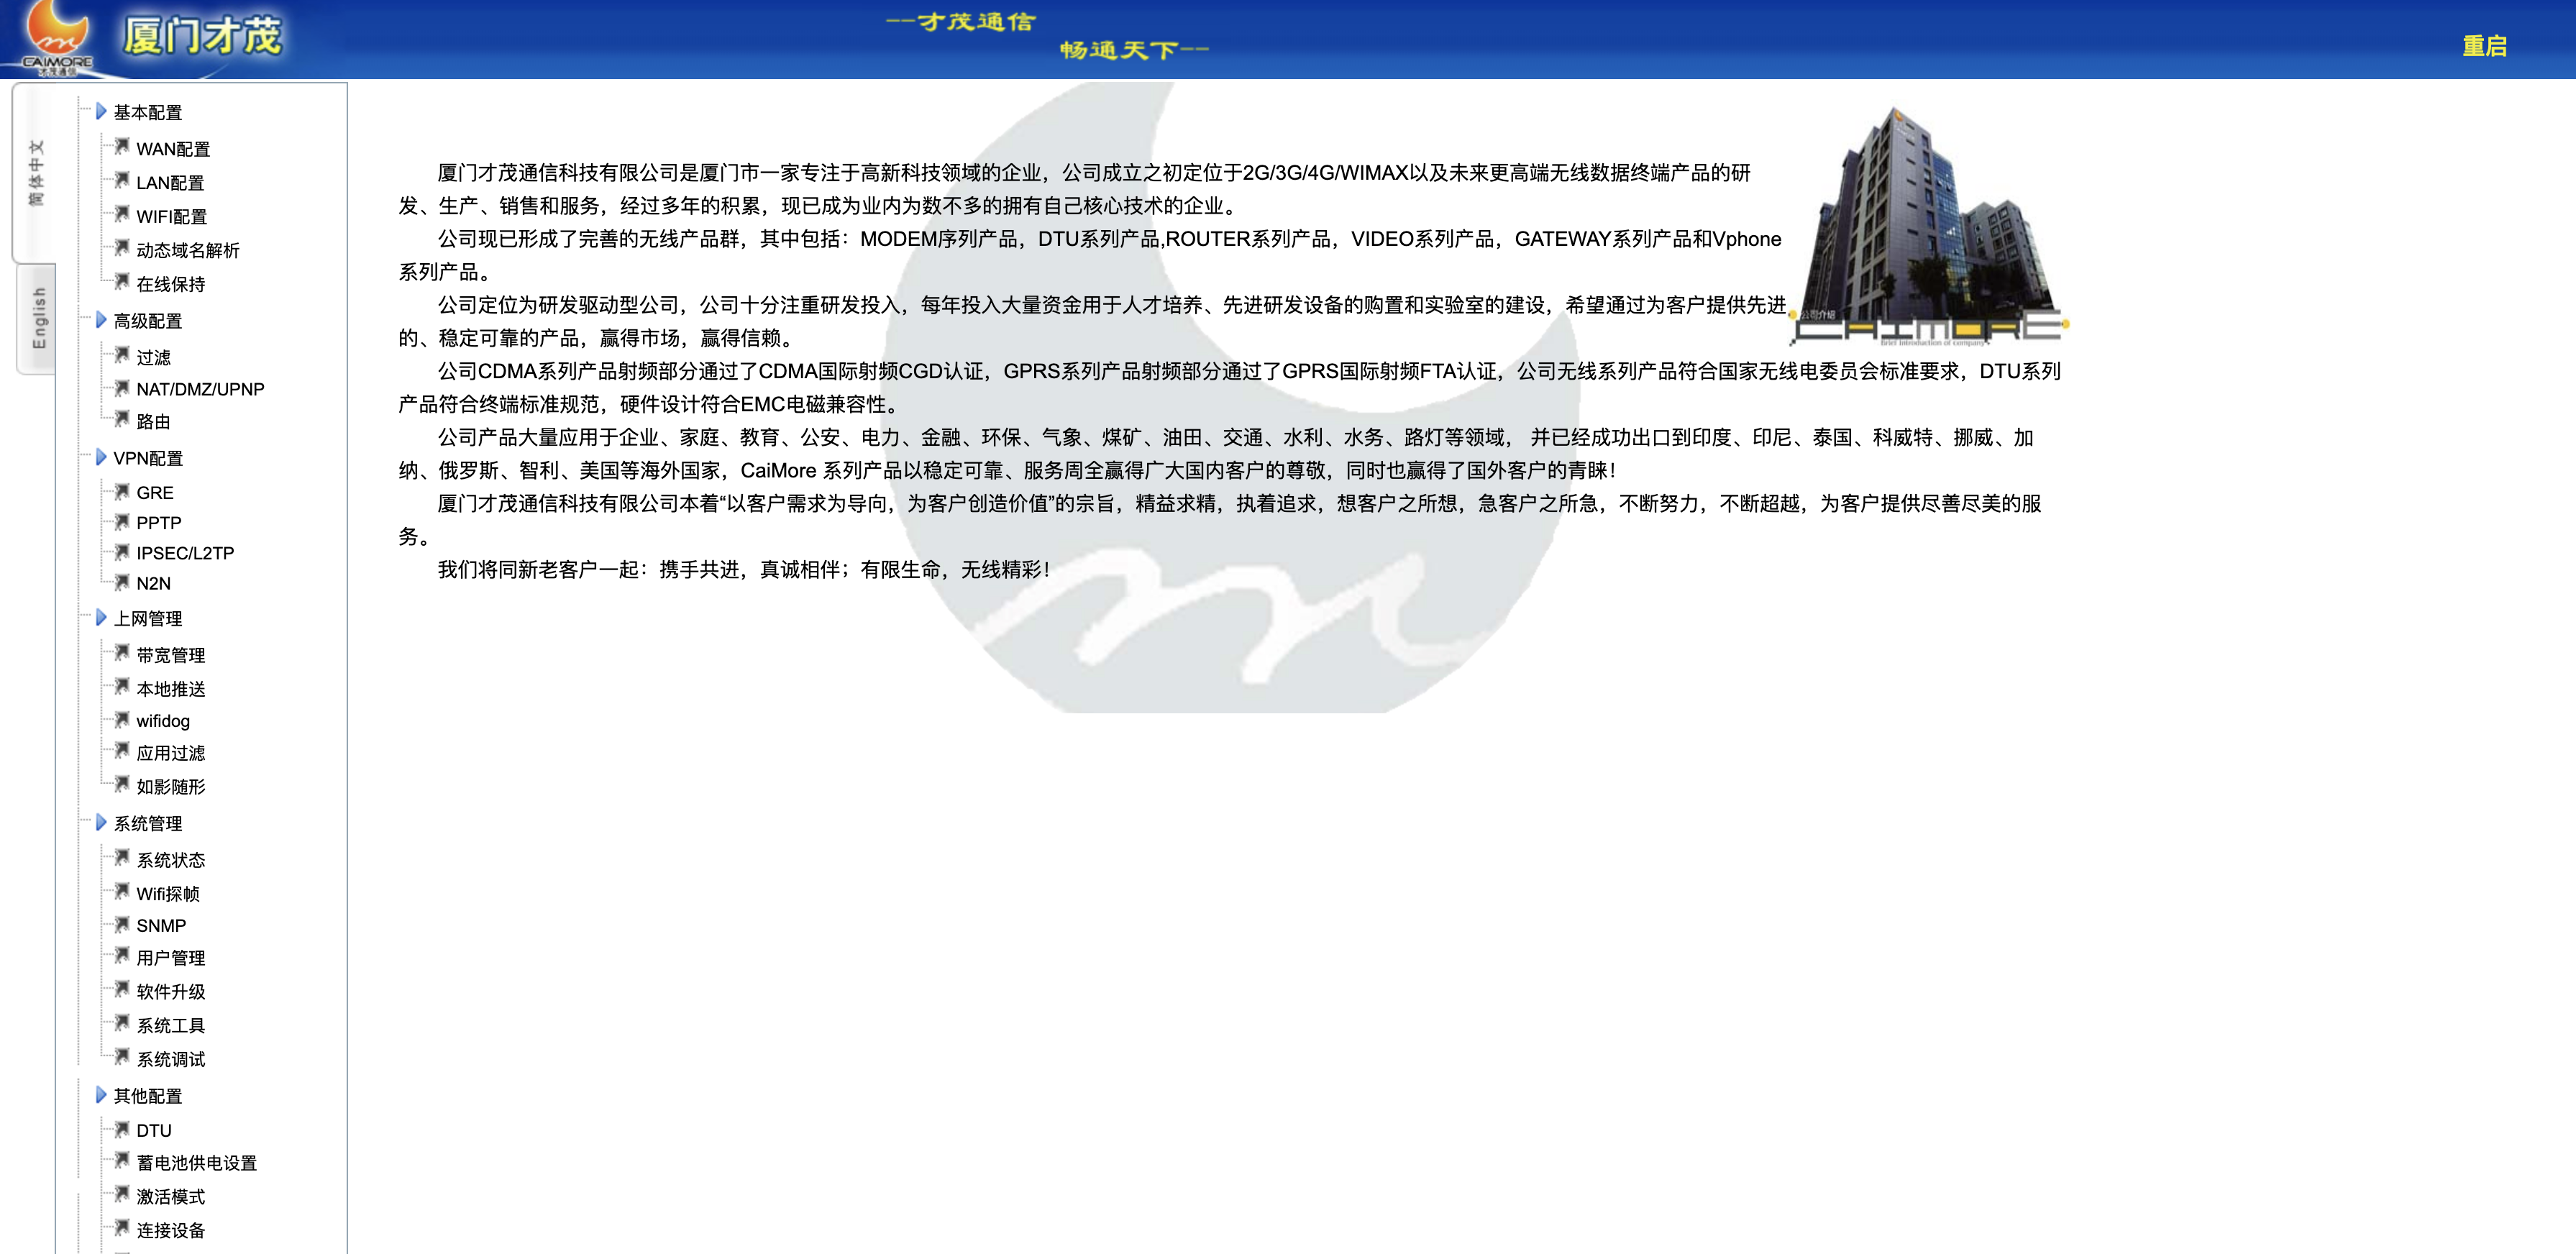 CAIMORE
才茂通信
厦门才茂
--才茂通信
畅通天下--
重启
简体中文
English
基本配置
WAN配置
LAN配置
WIFI配置
动态域名解析
在线保持
高级配置
过滤
NAT/DMZ/UPNP
路由
VPN配置
GRE
PPTP
IPSEC/L2TP
N2N
上网管理
带宽管理
本地推送
wifidog
应用过滤
如影随形
系统管理
系统状态
Wifi探帧
SNMP
用户管理
软件升级
系统工具
系统调试
其他配置
DTU
蓄电池供电设置
激活模式
连接设备
厦门才茂通信科技有限公司是厦门市一家专注于高新科技领域的企业，公司成立之初定位于2G/3G/4G/WIMAX以及未来更高端无线数据终端产品的研
发、生产、销售和服务，经过多年的积累，现已成为业内为数不多的拥有自己核心技术的企业。
公司现已形成了完善的无线产品群，其中包括：MODEM序列产品，DTU系列产品,ROUTER系列产品，VIDEO系列产品，GATEWAY系列产品和Vphone
系列产品。
公司定位为研发驱动型公司，公司十分注重研发投入，每年投入大量资金用于人才培养、先进研发设备的购置和实验室的建设，希望通过为客户提供先进
的、稳定可靠的产品，赢得市场，赢得信赖。
公司CDMA系列产品射频部分通过了CDMA国际射频CGD认证，GPRS系列产品射频部分通过了GPRS国际射频FTA认证，公司无线系列产品符合国家无线电委员会标准要求，DTU系列
产品符合终端标准规范，硬件设计符合EMC电磁兼容性。
公司产品大量应用于企业、家庭、教育、公安、电力、金融、环保、气象、煤矿、油田、交通、水利、水务、路灯等领域， 并已经成功出口到印度、印尼、泰国、科威特、挪威、加
纳、俄罗斯、智利、美国等海外国家，CaiMore 系列产品以稳定可靠、服务周全赢得广大国内客户的尊敬，同时也赢得了国外客户的青睐！
厦门才茂通信科技有限公司本着“以客户需求为导向，为客户创造价值”的宗旨，精益求精，执着追求，想客户之所想，急客户之所急，不断努力，不断超越，为客户提供尽善尽美的服
务。
我们将同新老客户一起：携手共进，真诚相伴；有限生命，无线精彩！
公司介绍
CAIMORE
Brief Introduction of company